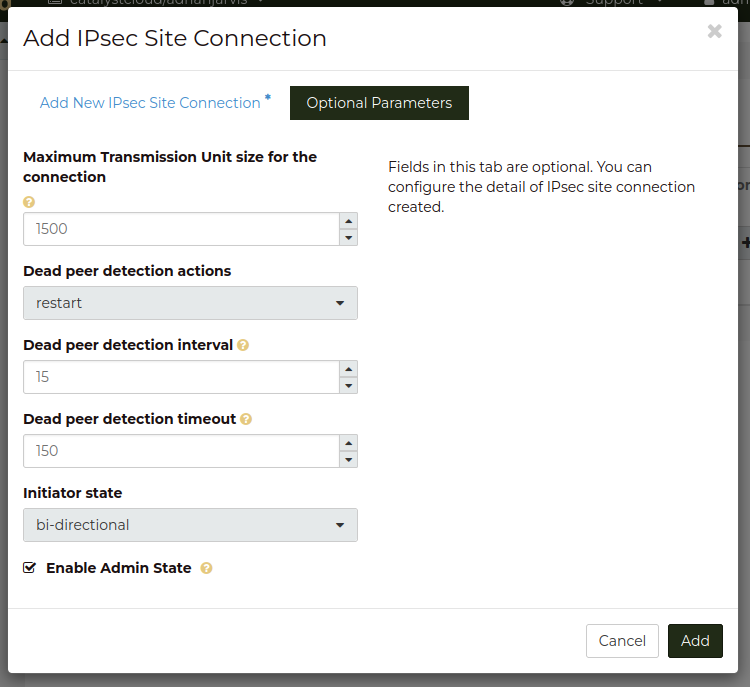 catalystcloud/adrianjarvis
Support
Add IPsec Site Connection
Add New IPsec Site Connection *
Optional Parameters
Maximum Transmission Unit size for the
connection
1500
Dead peer detection actions
restart
Dead peer detection interval
15
Dead peer detection timeout
150
Initiator state
bi-directional
Enable Admin State
Fields in this tab are optional. You can
configure the detail of IPsec site connection
created.
Cancel
Add